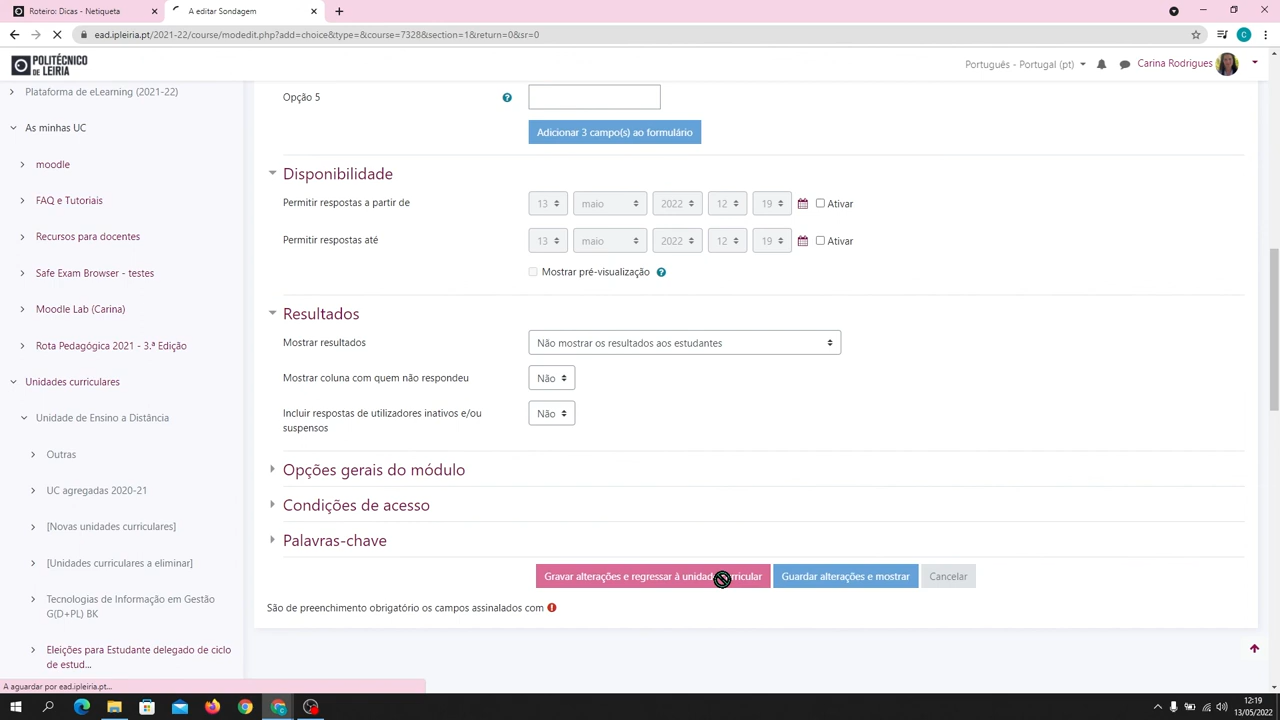 Roteiro: Dicas - Netiqueta
A editar Sondagem
ead.ipleiria.pt/2021-22/course/modedit.php?add=choice&type=&course=7328&section=1&return=0&sr=0
POLITÉCNICO
DE LEIRIA
Português - Portugal (pt)
Carina Rodrigues
Plataforma de eLearning (2021-22)
As minhas UC
moodle
FAQ e Tutoriais
Recursos para docentes
Safe Exam Browser - testes
Moodle Lab (Carina)
Rota Pedagógica 2021 - 3.ª Edição
Unidades curriculares
Unidade de Ensino a Distância
Outras
UC agregadas 2020-21
[Novas unidades curriculares]
[Unidades curriculares a eliminar]
Tecnologias de Informação em Gestão
G(D+PL) BK
Eleições para Estudante delegado de ciclo
de estud...
Opção 5
Adicionar 3 campo(s) ao formulário
Disponibilidade
Permitir respostas a partir de 13 maio 2022 12 19 Ativar
Permitir respostas até 13 maio 2022 12 19 Ativar
Mostrar pré-visualização
Resultados
Mostrar resultados Não mostrar os resultados aos estudantes
Mostrar coluna com quem não respondeu Não
Incluir respostas de utilizadores inativos e/ou Não
suspensos
Opções gerais do módulo
Condições de acesso
Palavras-chave
Gravar alterações e regressar à unidade curricular Guardar alterações e mostrar Cancelar
São de preenchimento obrigatório os campos assinalados com
A aguardar por ead.ipleiria.pt...
12:19
13/05/2022